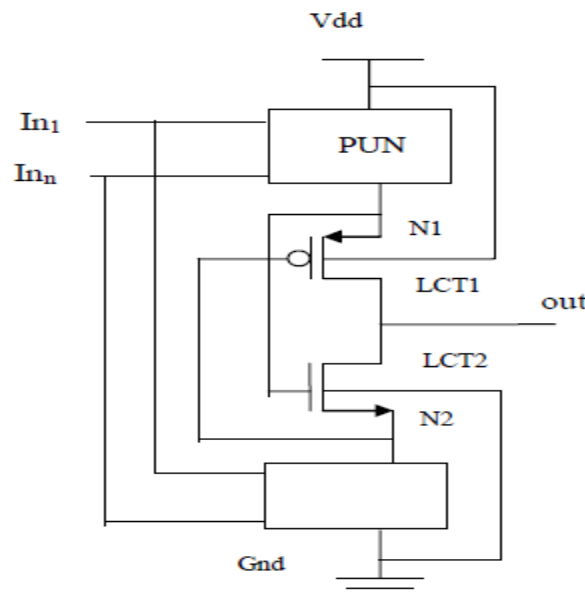 Vdd
In1
PUN
Inn
N1
LCT1
out
LCT2
N2
Gnd